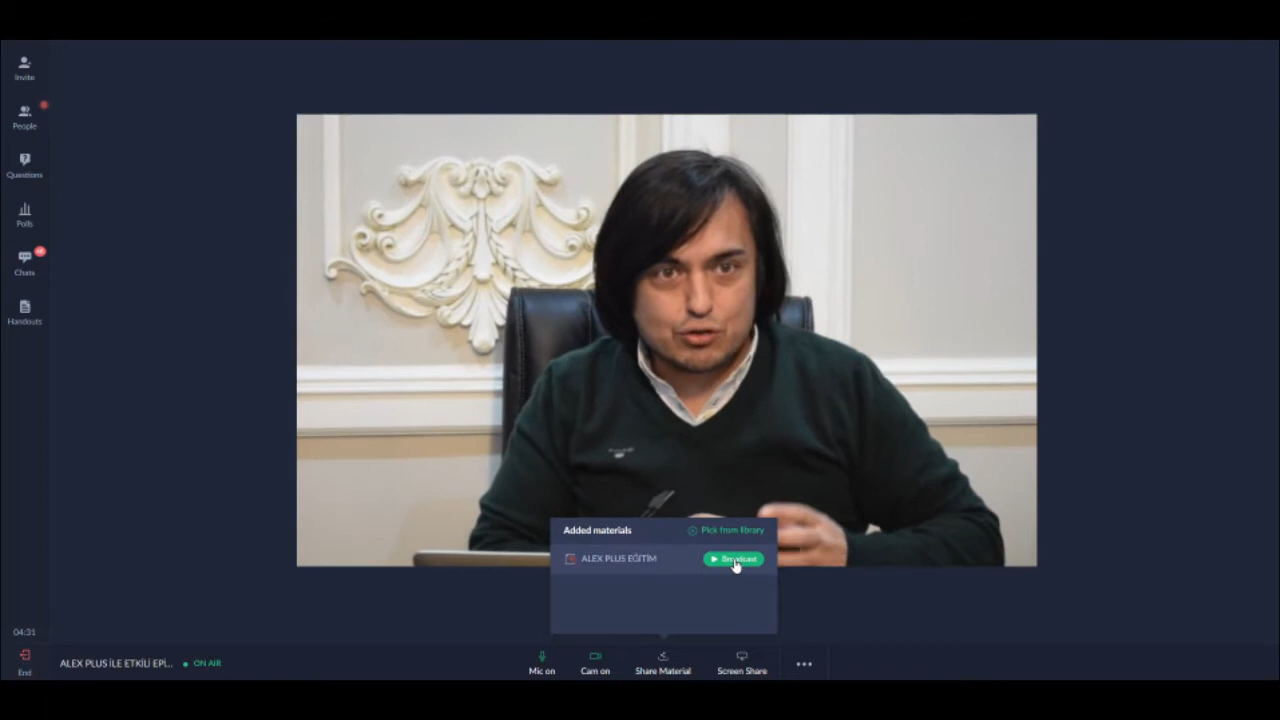 Invite
People
Questions
Polls
Chats
Handouts
Added materials
Pick from library
ALEX PLUS EĞİTİM
Broadcast
04:31
End
ALEX PLUS İLE ETKİLİ EPİ...
ON AIR
Mic on
Cam on
Share Material
Screen Share